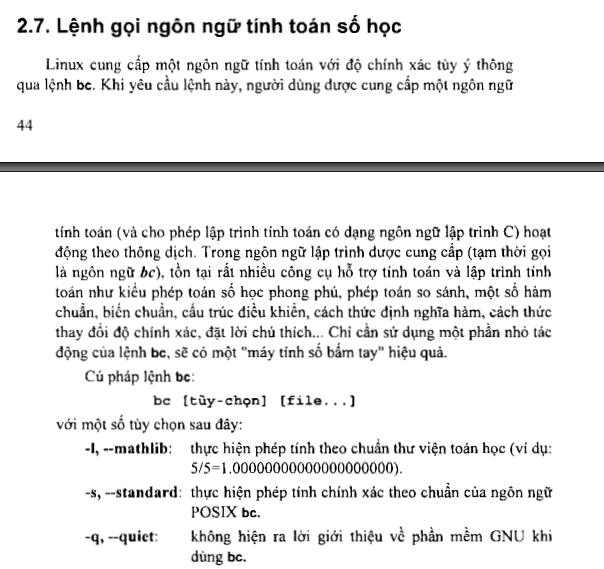 2.7. Lệnh gọi ngôn ngữ tính toán số học
Linux cung cấp một ngôn ngữ tính toán với độ chính xác tùy ý thông
qua lệnh bc. Khi yêu cầu lệnh này, người dùng được cung cấp một ngôn ngữ
44
tính toán (và cho phép lập trình tính toán có dạng ngôn ngữ lập trình C) hoạt
động theo thông dịch. Trong ngôn ngữ lập trình được cung cấp (tạm thời gọi
là ngôn ngữ bc), tồn tại rất nhiều công cụ hỗ trợ tính toán và lập trình tính
toán như kiểu phép toán số học phong phú, phép toán so sánh, một số hàm
chuẩn, biến chuẩn, cấu trúc điều khiển, cách thức định nghĩa hàm, cách thức
thay đổi độ chính xác, đặt lời chú thích... Chỉ cần sử dụng một phần nhỏ tác
động của lệnh bc, sẽ có một "máy tính số bấm tay" hiệu quả.
Cú pháp lệnh bc:
bc [tùy-chọn] [file...]
với một số tùy chọn sau đây:
-l, --mathlib: thực hiện phép tính theo chuẩn thư viện toán học (ví dụ:
5/5=1.00000000000000000000).
-s, --standard: thực hiện phép tính chính xác theo chuẩn của ngôn ngữ
POSIX bc.
-q, --quiet: không hiện ra lời giới thiệu về phần mềm GNU khi
dùng bc.